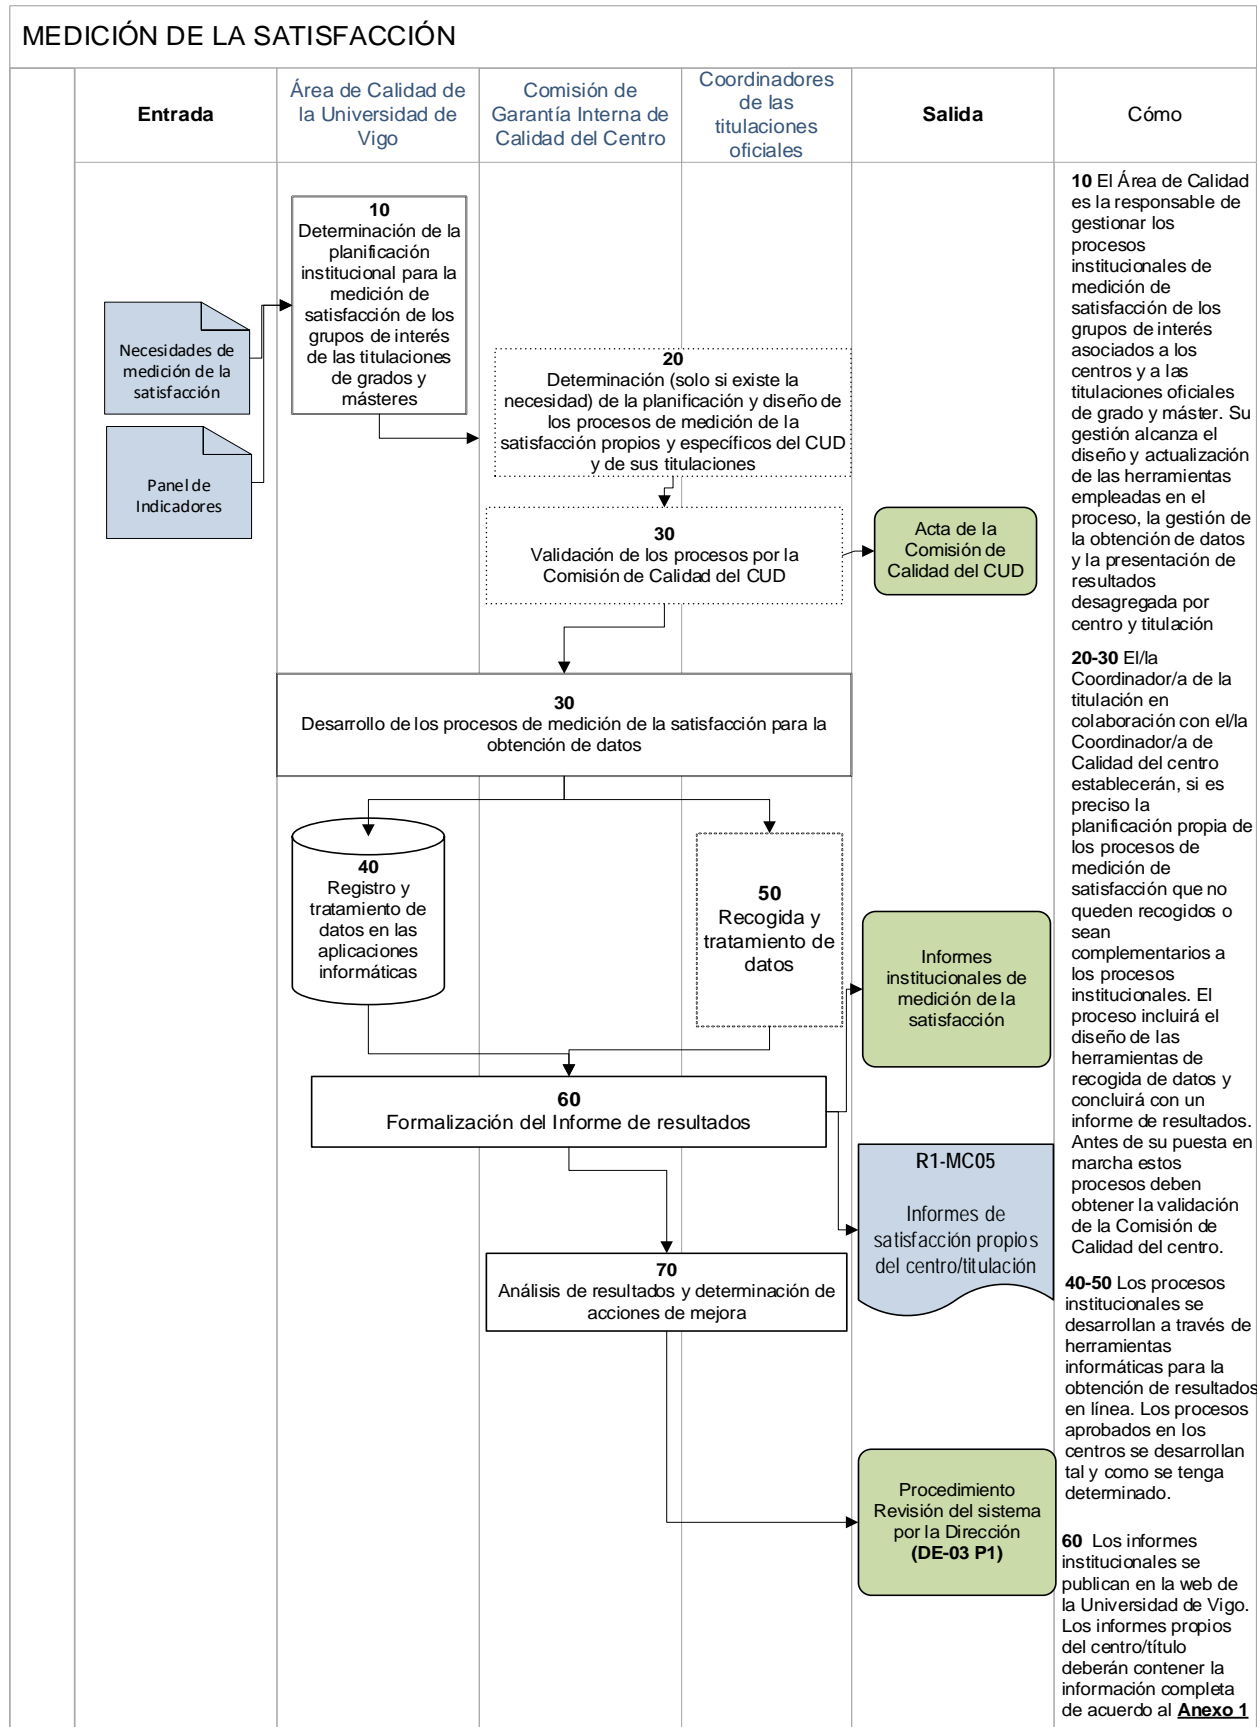 MEDICIÓN DE LA SATISFACCIÓN
Entrada
Área de Calidad de
la Universidad de
Vigo
Comisión de
Garantía Interna de
Calidad del Centro
Coordinadores
de las
titulaciones
oficiales
Salida
Cómo
Necesidades de
medición de la
satisfacción
Panel de
Indicadores
10
Determinación de la
planificación
institucional para la
medición de
satisfacción de los
grupos de interés
de las titulaciones
de grados y
másteres
20
Determinación (solo si existe la
necesidad) de la planificación y diseño de
los procesos de medición de la
satisfacción propios y específicos del CUD
y de sus titulaciones
30
Validación de los procesos por la
Comisión de Calidad del CUD
Acta de la
Comisión de
Calidad del CUD
30
Desarrollo de los procesos de medición de la satisfacción para la
obtención de datos
40
Registro y
tratamiento de
datos en las
aplicaciones
informáticas
50
Recogida y
tratamiento de
datos
Informes
institucionales de
medición de la
satisfacción
60
Formalización del Informe de resultados
R1-MC05
Informes de
satisfacción propios
del centro/titulación
70
Análisis de resultados y determinación de
acciones de mejora
Procedimiento
Revisión del sistema
por la Dirección
(DE-03 P1)
10 El Área de Calidad
es la responsable de
gestionar los
procesos
institucionales de
medición de
satisfacción de los
grupos de interés
asociados a los
centros y a las
titulaciones oficiales
de grado y máster. Su
gestión alcanza el
diseño y actualización
de las herramientas
empleadas en el
proceso, la gestión de
la obtención de datos
y la presentación de
resultados
desagregada por
centro y titulación
20-30 El/la
Coordinador/a de la
titulación en
colaboración con el/la
Coordinador/a de
Calidad del centro
establecerán, si es
preciso la
planificación propia de
los procesos de
medición de
satisfacción que no
queden recogidos o
sean
complementarios a
los procesos
institucionales. El
proceso incluirá el
diseño de las
herramientas de
recogida de datos y
concluirá con un
informe de resultados.
Antes de su puesta en
marcha estos
procesos deben
obtener la validación
de la Comisión de
Calidad del centro.
40-50 Los procesos
institucionales se
desarrollan a través de
herramientas
informáticas para la
obtención de resultados
en línea. Los procesos
aprobados en los
centros se desarrollan
tal y como se tenga
determinado.
60 Los informes
institucionales se
publican en la web de
la Universidad de Vigo.
Los informes propios
del centro/título
deberán contener la
información completa
de acuerdo al Anexo 1